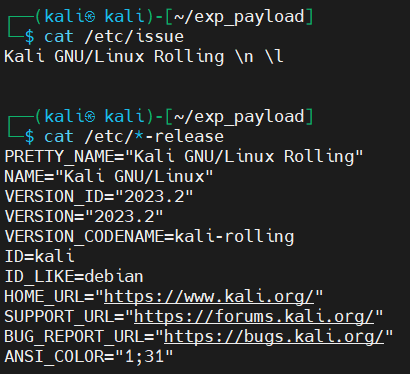 ┌──(kali㉿ kali)-[~/exp_payload]
└─$ cat /etc/issue
Kali GNU/Linux Rolling \n \l
┌──(kali㉿ kali)-[~/exp_payload]
└─$ cat /etc/*-release
PRETTY_NAME="Kali GNU/Linux Rolling"
NAME="Kali GNU/Linux"
VERSION_ID="2023.2"
VERSION="2023.2"
VERSION_CODENAME=kali-rolling
ID=kali
ID_LIKE=debian
HOME_URL="https://www.kali.org/"
SUPPORT_URL="https://forums.kali.org/"
BUG_REPORT_URL="https://bugs.kali.org/"
ANSI_COLOR="1;31"